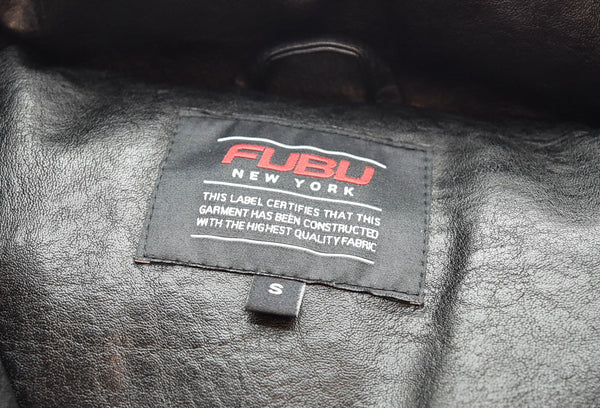 FUBU
NEW YORK
THIS LABEL CERTIFIES THAT THIS
GARMENT HAS BEEN CONSTRUCTED
WITH THE HIGHEST QUALITY FABRIC
S